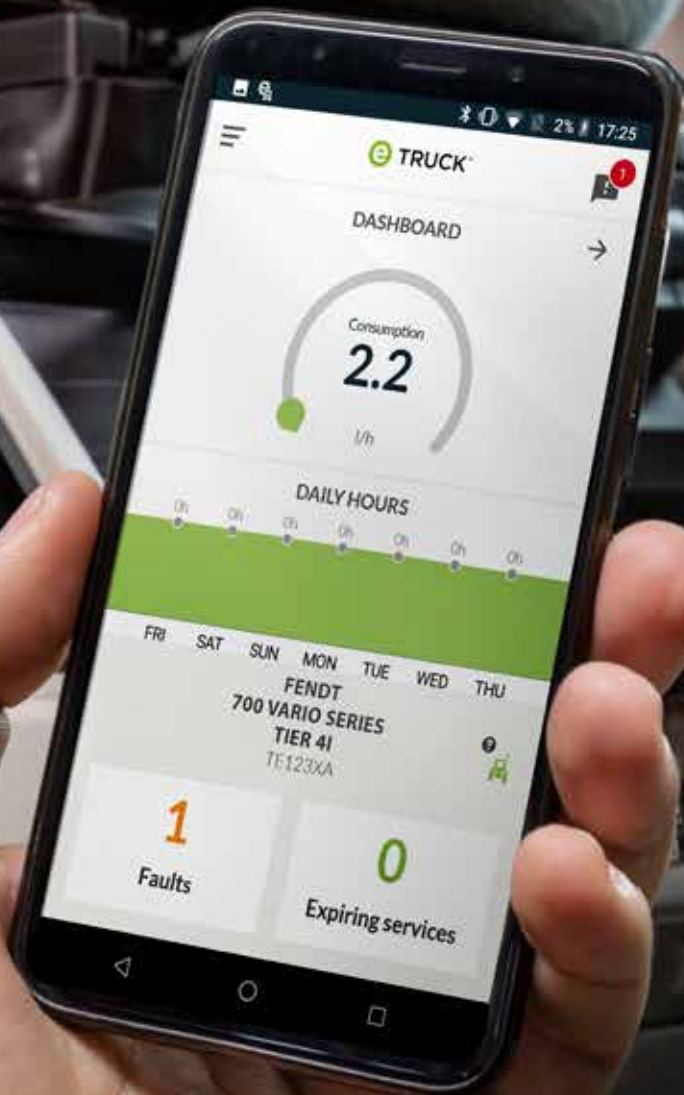 2% 17:25
e TRUCK
1
DASHBOARD
Consumption
2.2
l/h
DAILY HOURS
0h 0h 0h 0h 0h 0h 0h
FRI SAT SUN MON TUE WED THU
FENDT
700 VARIO SERIES
TIER 4I
TE123XA
1
Faults
0
Expiring services